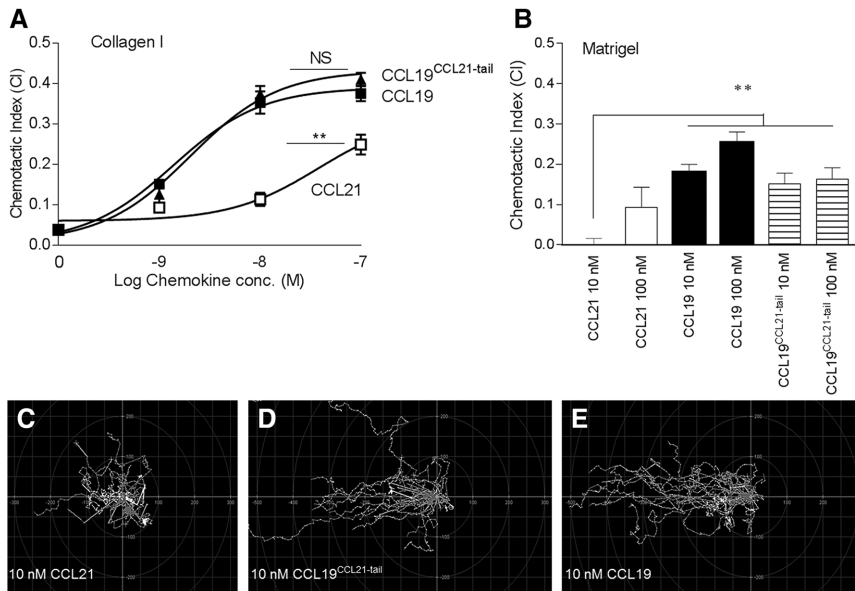 A
Collagen I
Chemotactic Index (CI)
0.5
0.4
0.3
0.2
0.1
0.0
NS
**
CCL19CCL21-tail
CCL19
CCL21
0
-9
-8
-7
Log Chemokine conc. (M)
B
Matrigel
Chemotactic Index (CI)
0.5
0.4
0.3
0.2
0.1
0.0
**
CCL21 10 nM
CCL21 100 nM
CCL19 10 nM
CCL19 100 nM
CCL19CCL21-tail 10 nM
CCL19CCL21-tail 100 nM
C
10 nM CCL21
D
10 nM CCL19CCL21-tail
E
10 nM CCL19